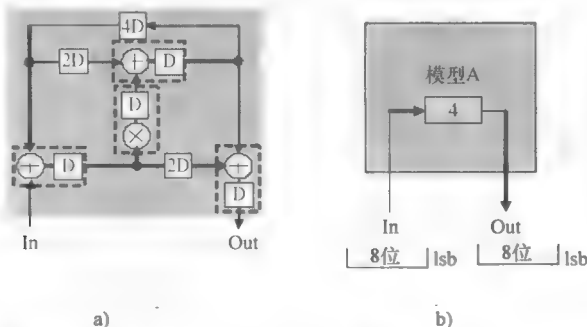 4D
2D
+
D
D
×
+
D
2D
+
D
In
Out
a)
模型A
4
In
Out
8位
lsb
8位
lsb
b)